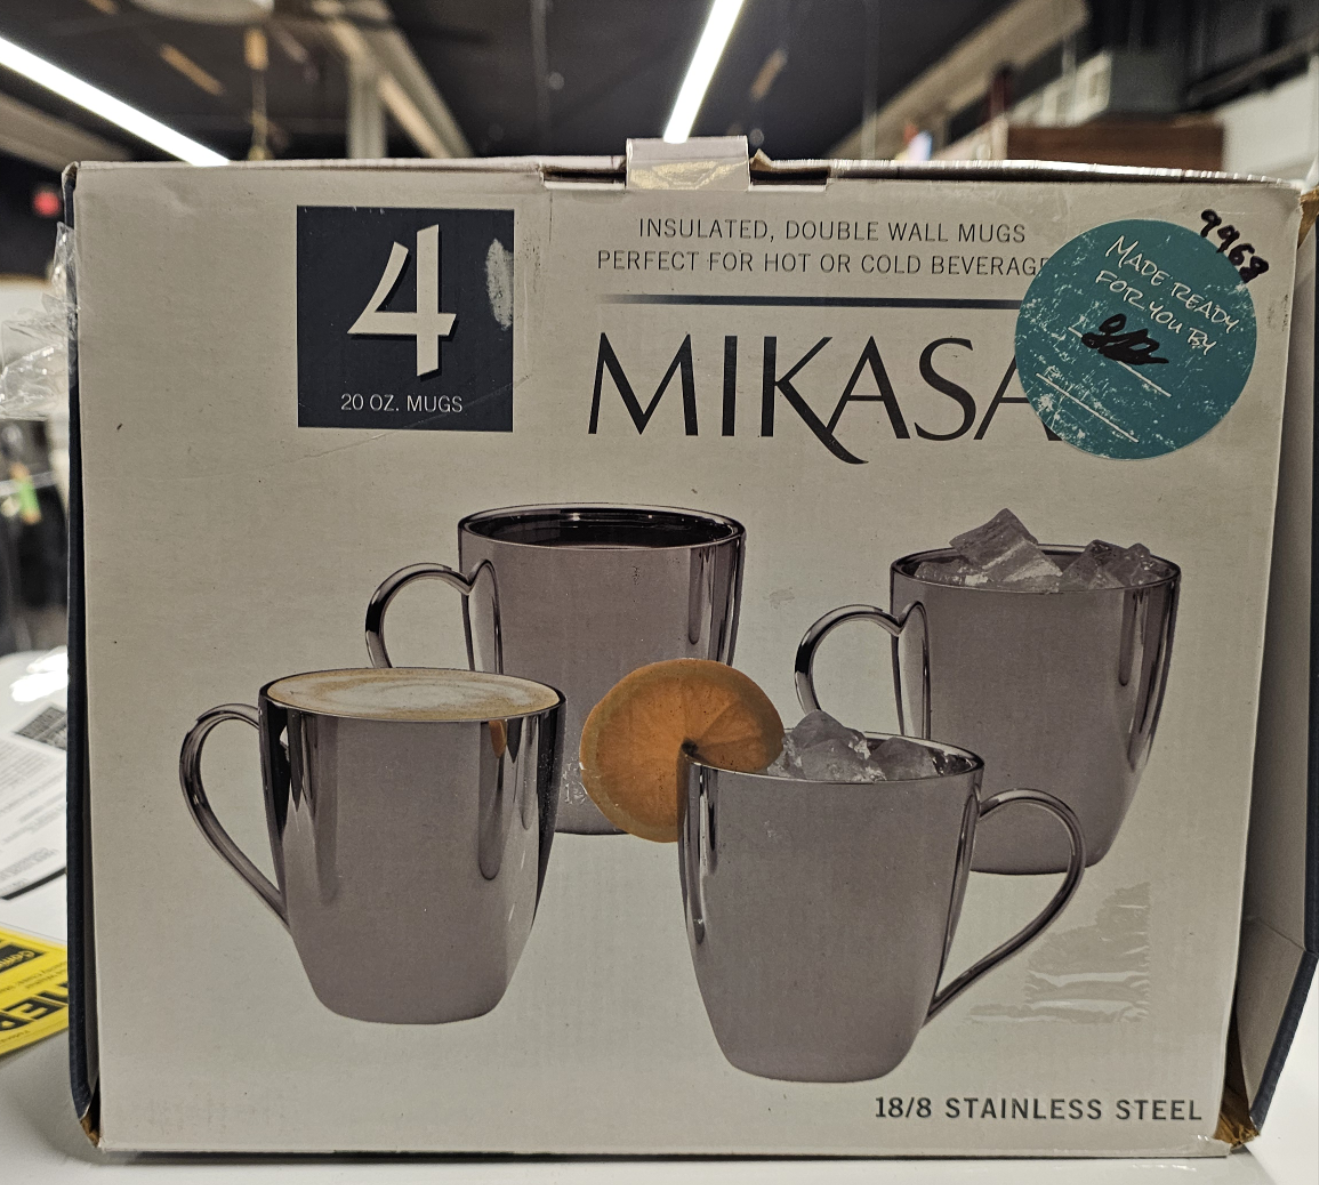 4
20 OZ. MUGS
INSULATED, DOUBLE WALL MUGS
PERFECT FOR HOT OR COLD BEVERAGE
MIKASA
9968
MADE READY
FOR YOU BY
18/8 STAINLESS STEEL